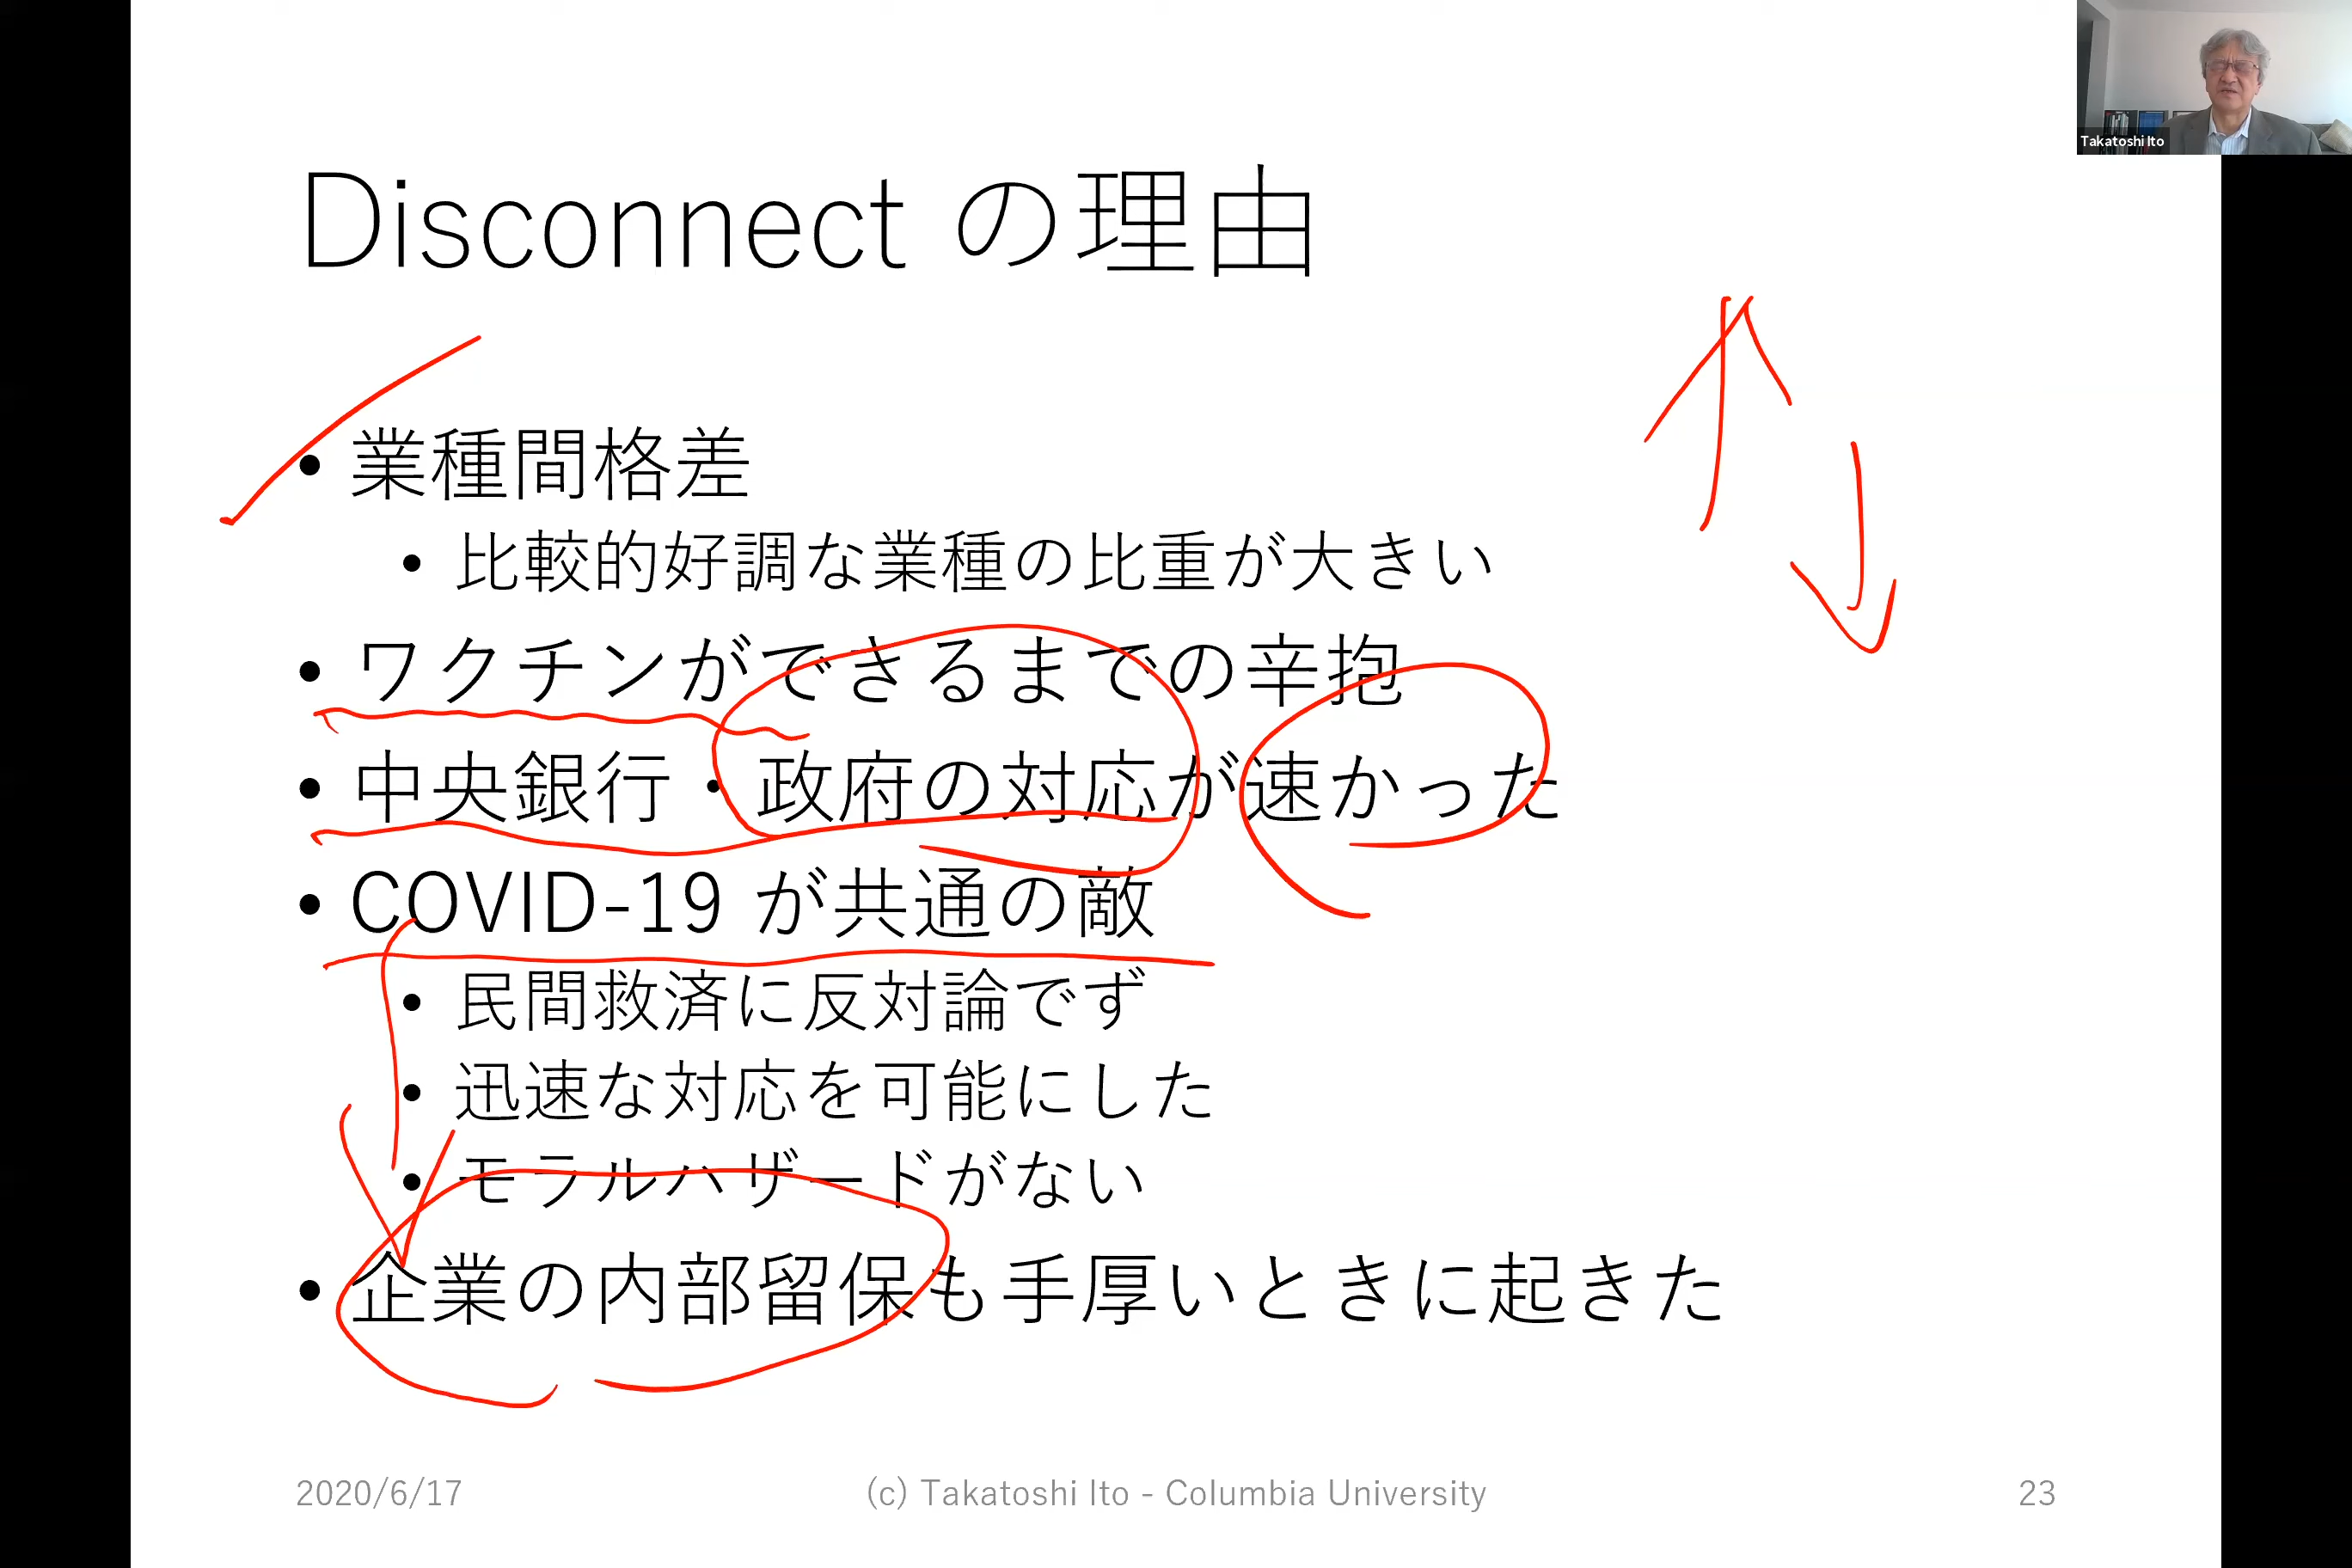 Takatoshi Ito
Disconnect の理由
• 業種間格差
• 比較的好調な業種の比重が大きい
• ワクチンができるまでの辛抱
• 中央銀行・政府の対応が速かった
• COVID-19 が共通の敵
• 民間救済に反対論でず
• 迅速な対応を可能にした
• モラルハザードがない
• 企業の内部留保も手厚いときに起きた
2020/6/17
(c) Takatoshi Ito - Columbia University
23